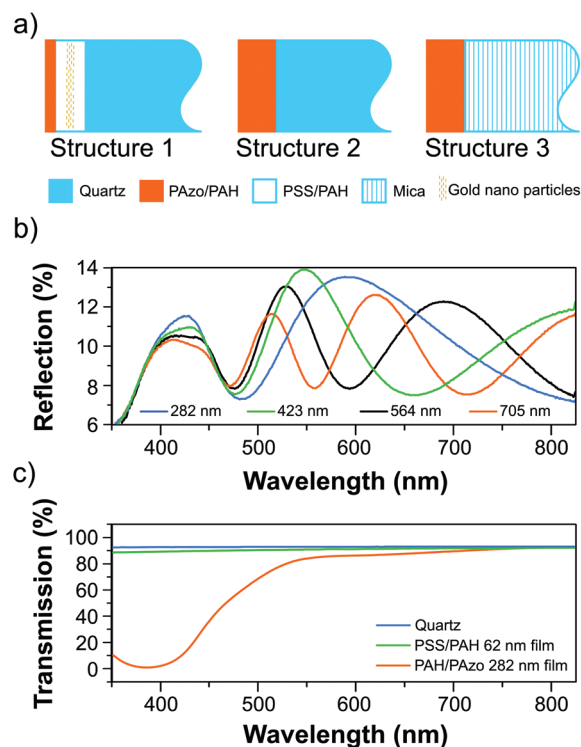 a)
Structure 1 Structure 2 Structure 3
Quartz PAzo/PAH PSS/PAH Mica Gold nano particles
b)
Reflection (%)
14
12
10
8
6
282 nm 423 nm 564 nm 705 nm
400 500 600 700 800
Wavelength (nm)
c)
Transmission (%)
100
80
60
40
20
0
Quartz
PSS/PAH 62 nm film
PAH/PAzo 282 nm film
400 500 600 700 800
Wavelength (nm)